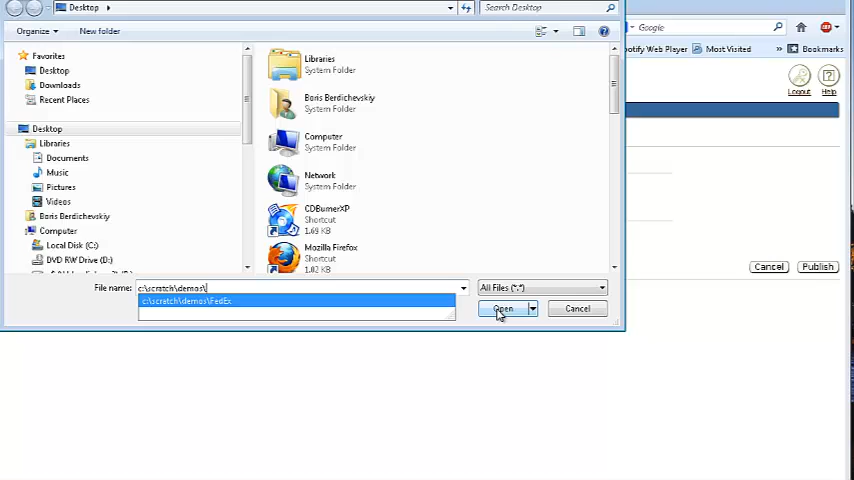 Desktop
Search Desktop
Organize
New folder
Google
potify Web Player
Most Visited
»
Bookmarks
Favorites
Desktop
Downloads
Recent Places
Desktop
Libraries
Documents
Music
Pictures
Videos
Boris Berdichevskiy
Computer
Local Disk (C:)
DVD RW Drive (D:)
Libraries
System Folder
Boris Berdichevskiy
System Folder
Computer
System Folder
Network
System Folder
CDBurnerXP
Shortcut
1.69 KB
Mozilla Firefox
Shortcut
1.02 KB
Logout
Help
Cancel
Publish
File name:
c:\scratch\demos\
All Files (*.*)
c:\scratch\demos\FedEx
Open
Cancel